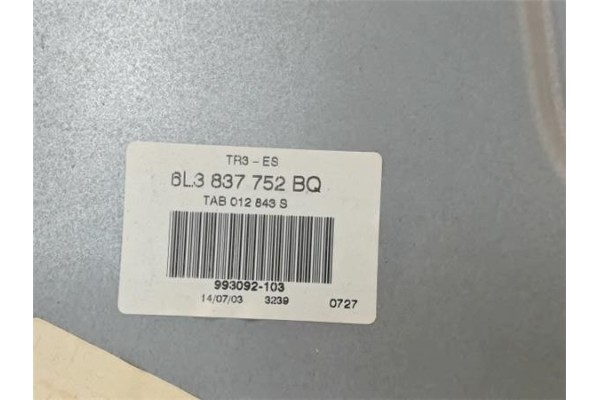 TR3 - ES
6L3 837 752 BQ
TAB 012 843 S
993092-103
14/07/03 3239 0727